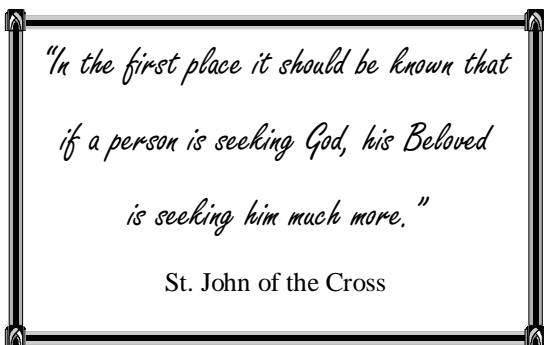 "In the first place it should be known that
if a person is seeking God, his Beloved
is seeking him much more."
St. John of the Cross